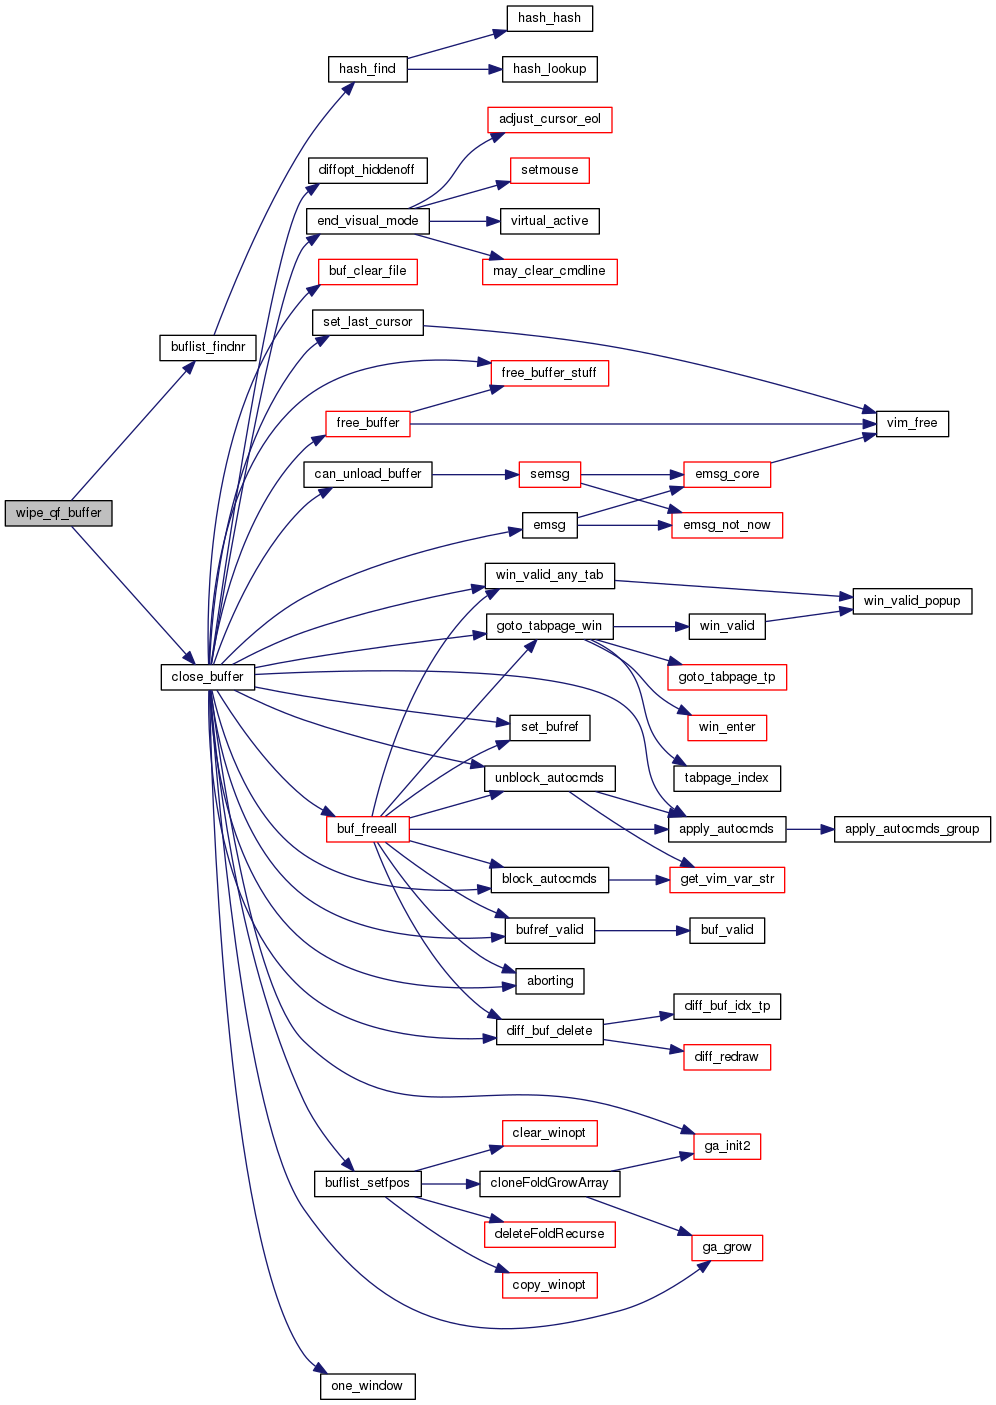 hash_hash
hash_find
hash_lookup
adjust_cursor_eol
diffopt_hiddenoff
setmouse
end_visual_mode
virtual_active
buf_clear_file
may_clear_cmdline
set_last_cursor
buflist_findnr
free_buffer_stuff
free_buffer
vim_free
can_unload_buffer
semsg
emsg_core
wipe_qf_buffer
emsg
emsg_not_now
win_valid_any_tab
win_valid_popup
goto_tabpage_win
win_valid
close_buffer
goto_tabpage_tp
set_bufref
win_enter
unblock_autocmds
tabpage_index
buf_freeall
apply_autocmds
apply_autocmds_group
block_autocmds
get_vim_var_str
bufref_valid
buf_valid
aborting
diff_buf_idx_tp
diff_buf_delete
diff_redraw
clear_winopt
ga_init2
buflist_setfpos
cloneFoldGrowArray
deleteFoldRecurse
ga_grow
copy_winopt
one_window